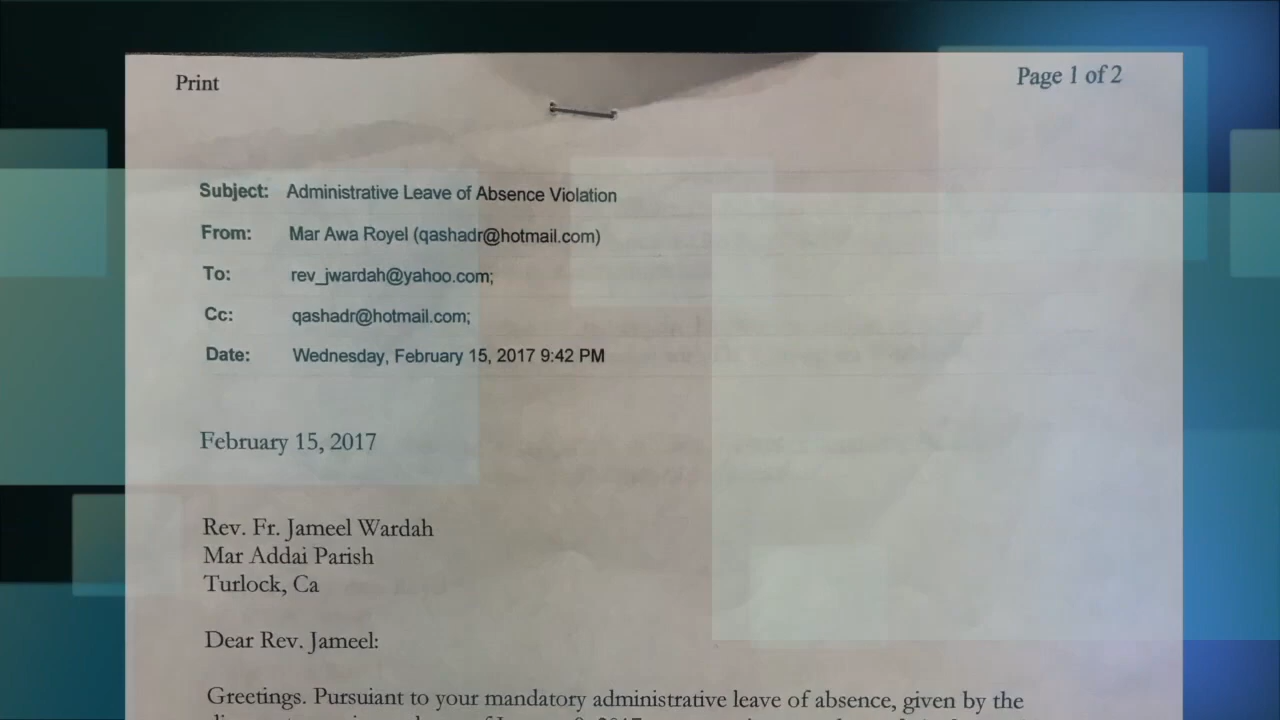 Print
Page 1 of 2
Subject: Administrative Leave of Absence Violation
From: Mar Awa Royel (qashadr@hotmail.com)
To: rev_jwardah@yahoo.com;
Cc: qashadr@hotmail.com;
Date: Wednesday, February 15, 2017 9:42 PM
February 15, 2017
Rev. Fr. Jameel Wardah
Mar Addai Parish
Turlock, Ca
Dear Rev. Jameel:
Greetings. Pursuiant to your mandatory administrative leave of absence, given by the